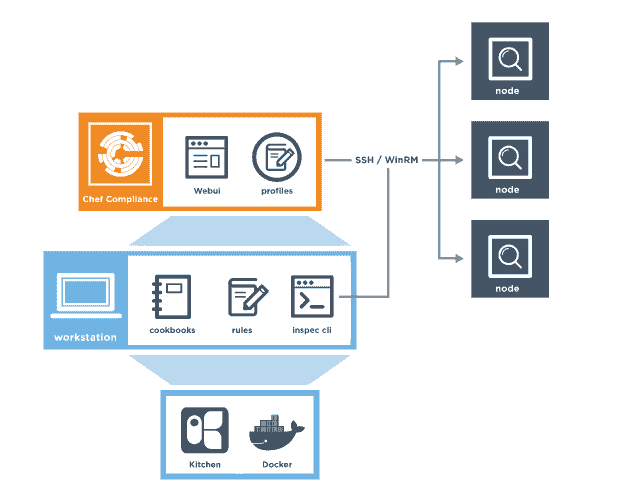 node
Chef Compliance
Webui
profiles
SSH / WinRM
node
workstation
cookbooks
rules
inspec cli
node
Kitchen
Docker